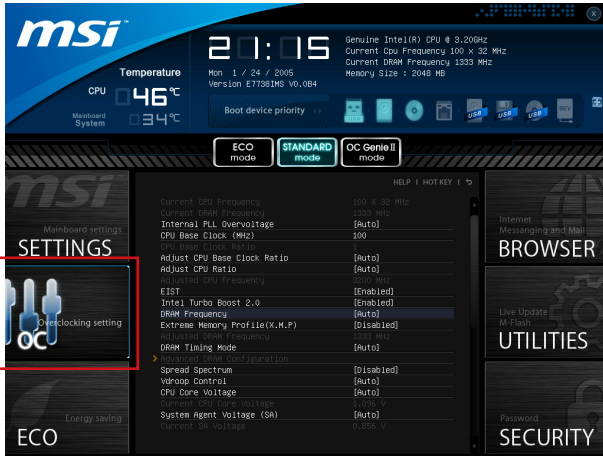 msi
Temperature
CPU 46°C
Mainboard
System 34°C
21:15
Mon 1 / 24 / 2005
Version E7738IMS V0.0B4
Genuine Intel(R) CPU @ 3.20GHz
Current Cpu Frequency 100 x 32 MHz
Current DRAM Frequency 1333 MHz
Memory Size : 2048 MB
Boot device priority
USB
USB
USB
ECO
mode
STANDARD
mode
OC Genie II
mode
HELP | HOT KEY |
msi
Mainboard settings
SETTINGS
Overclocking setting
OC
Energy saving
ECO
Current CPU Frequency 100 X 32 MHz
Current DRAM Frequency 1333 MHz
Internal PLL Overvoltage [Auto]
CPU Base Clock (MHz) 100
CPU Base Clock Ratio 1
Adjust CPU Base Clock Ratio [Auto]
Adjust CPU Ratio [Auto]
Adjusted CPU Frequency 3200 MHz
EIST [Enabled]
Intel Turbo Boost 2.0 [Enabled]
DRAM Frequency [Auto]
Extreme Memory Profile(X.M.P) [Disabled]
Adjusted DRAM Frequency 1333 MHz
DRAM Timing Mode [Auto]
Advanced DRAM Configuration
Spread Spectrum [Disabled]
Vdroop Control [Auto]
CPU Core Voltage [Auto]
Current CPU Core Voltage 1.096 V
System Agent Voltage (SA) [Auto]
Current SA Voltage 0.856 V
Internet
Messanging and Mail
BROWSER
Live Update
M-Flash
UTILITIES
Password
SECURITY